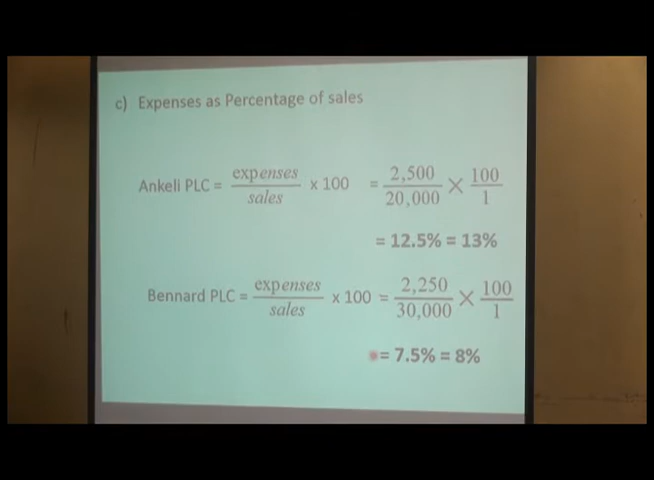 c) Expenses as Percentage of sales
Ankeli PLC = expenses/sales x 100 = 2,500/20,000 × 100/1
= 12.5% = 13%
Bennard PLC = expenses/sales x 100 = 2,250/30,000 × 100/1
= 7.5% = 8%